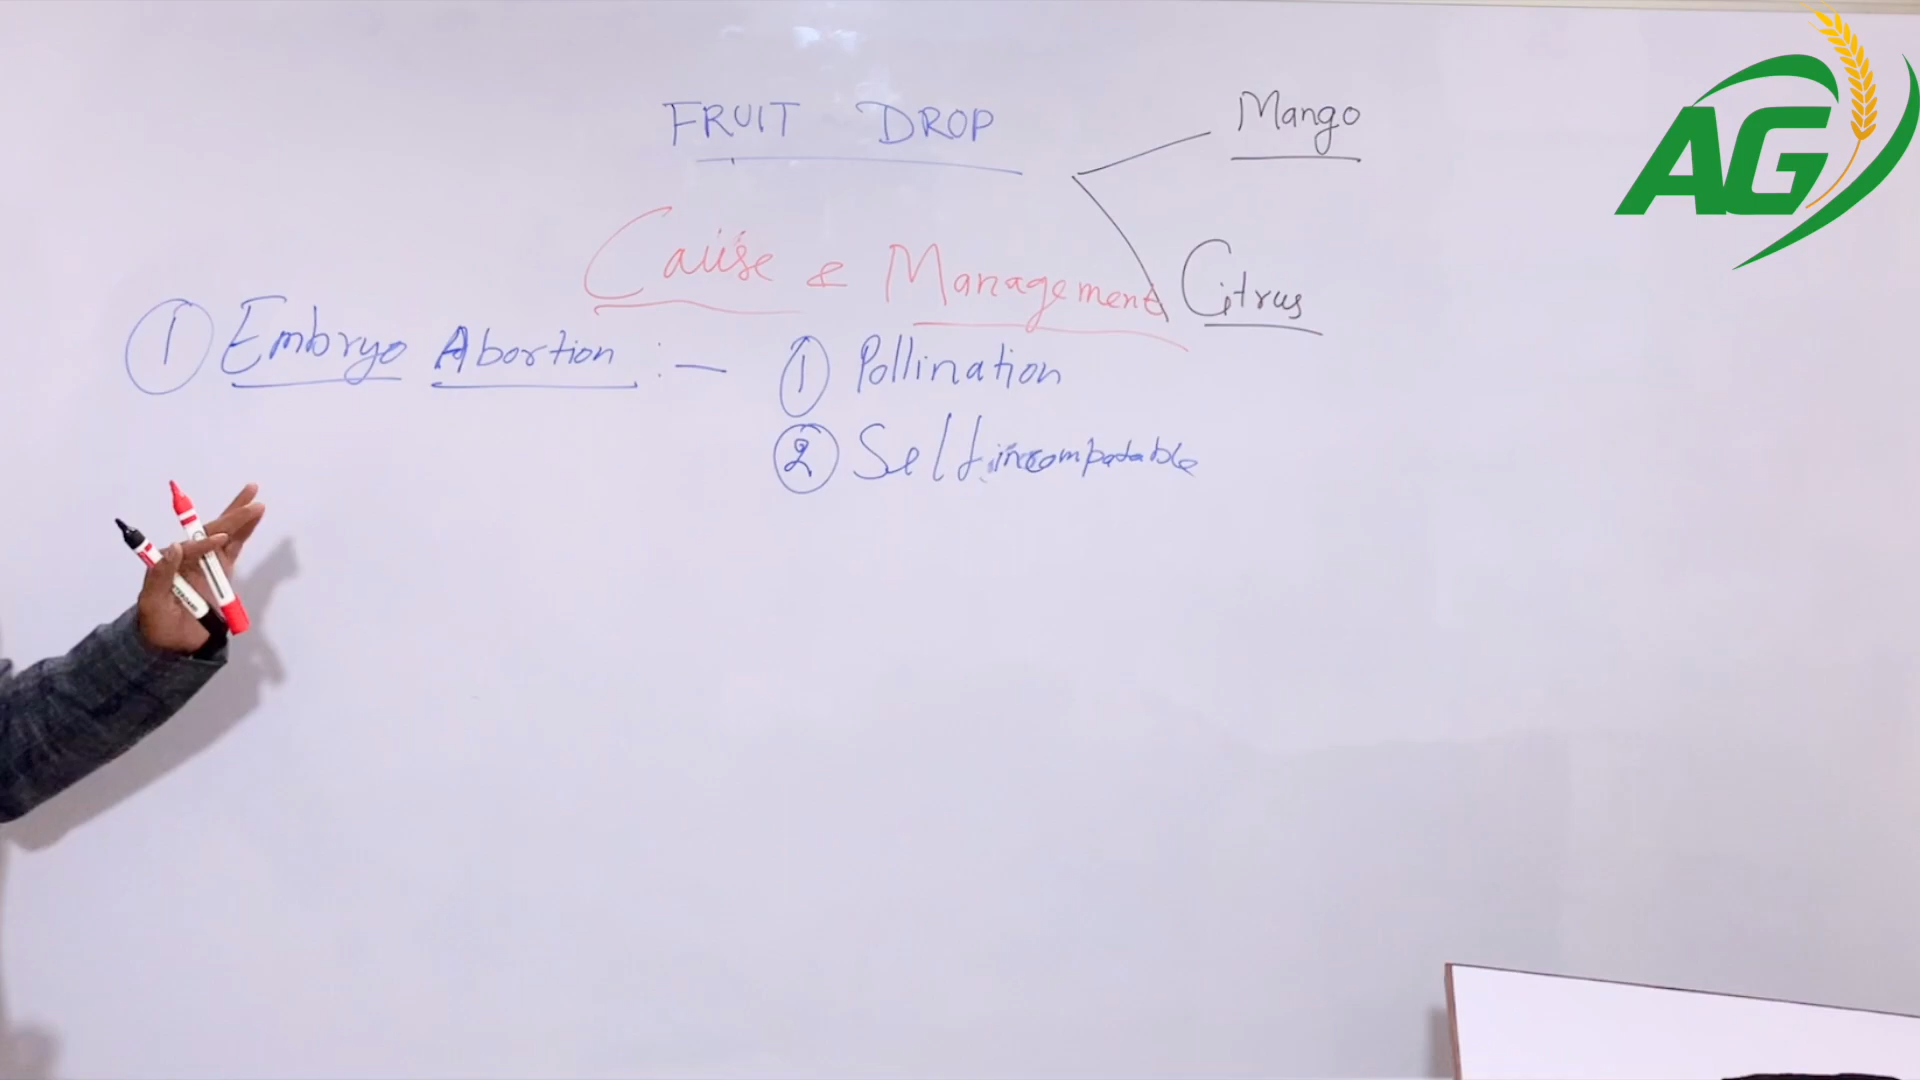 FRUIT DROP
Mango
Cause & Management
Citrus
① Embryo Abortion :— ① Pollination
② Self incompatable
AG